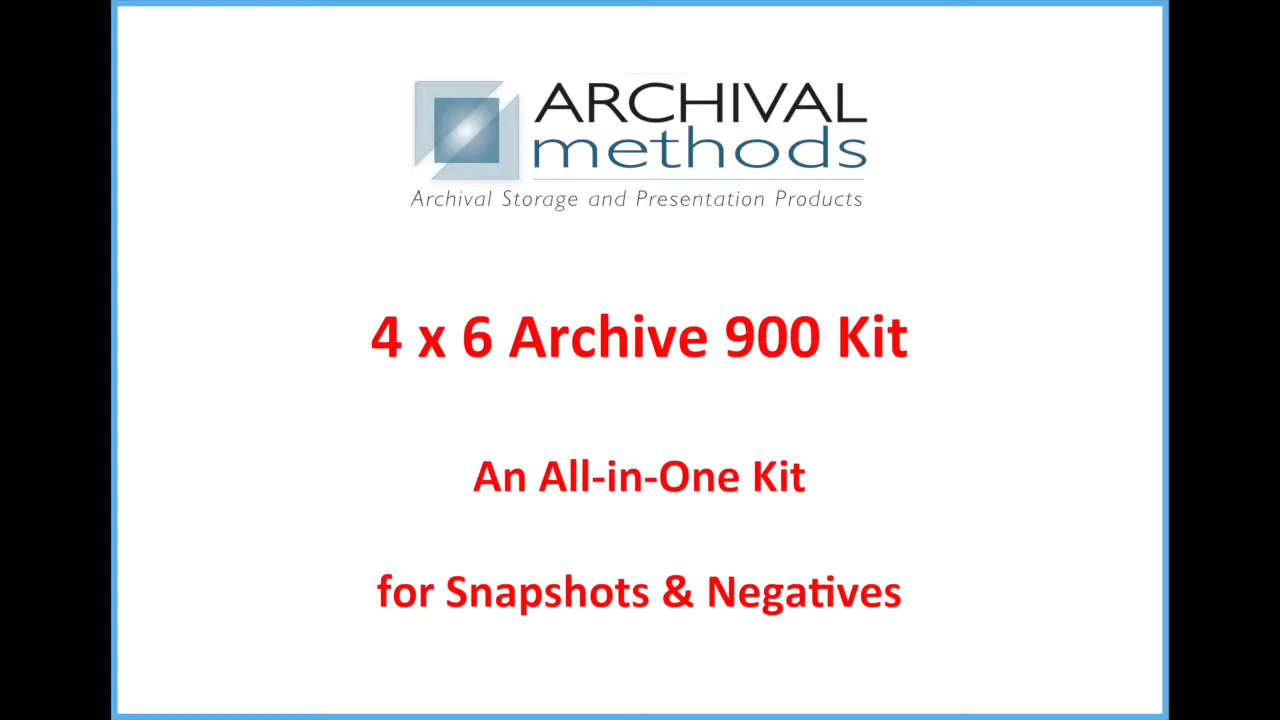 ARCHIVAL
methods
Archival Storage and Presentation Products
4 x 6 Archive 900 Kit
An All-in-One Kit
for Snapshots & Negatives